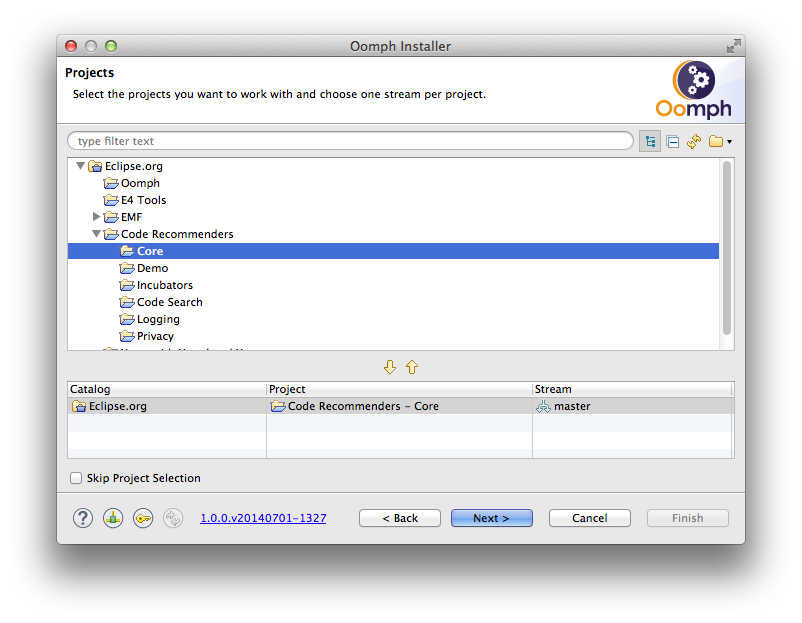 Oomph Installer
Projects
Select the projects you want to work with and choose one stream per project.
Oomph
type filter text
Eclipse.org
Oomph
E4 Tools
EMF
Code Recommenders
Core
Demo
Incubators
Code Search
Logging
Privacy
Catalog Project Stream
Eclipse.org Code Recommenders – Core master
Skip Project Selection
? 1.0.0.v20140701-1327 < Back Next > Cancel Finish